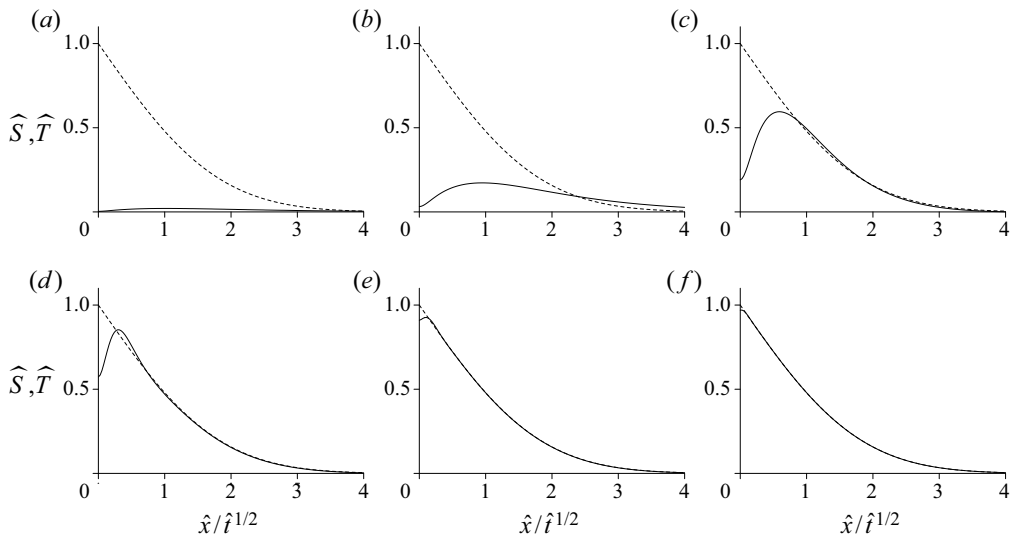 (a) (b) (c)
1.0 1.0 1.0
Ŝ, T̂ 0.5 0.5 0.5
0 1 2 3 4 0 1 2 3 4 0 1 2 3 4
(d) (e) (f)
1.0 1.0 1.0
Ŝ, T̂ 0.5 0.5 0.5
0 1 2 3 4 0 1 2 3 4 0 1 2 3 4
x̂/t̂^{1/2} x̂/t̂^{1/2} x̂/t̂^{1/2}